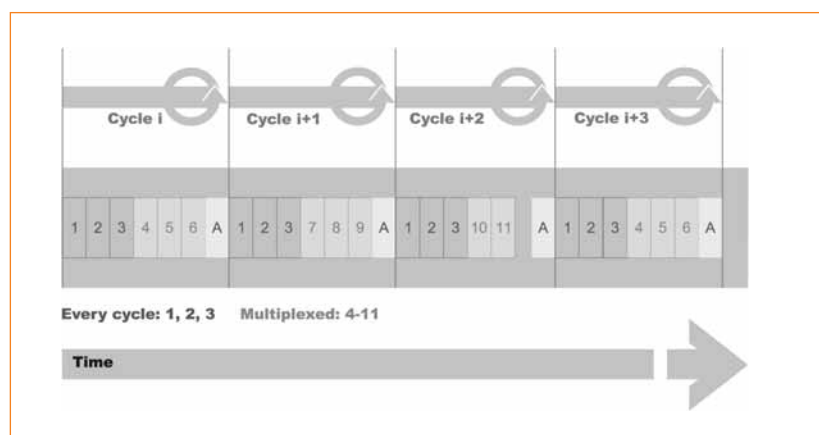 Cycle i Cycle i+1 Cycle i+2 Cycle i+3
1 2 3 4 5 6 A 1 2 3 7 8 9 A 1 2 3 10 11 A 1 2 3 4 5 6 A
Every cycle: 1, 2, 3 Multiplexed: 4-11
Time